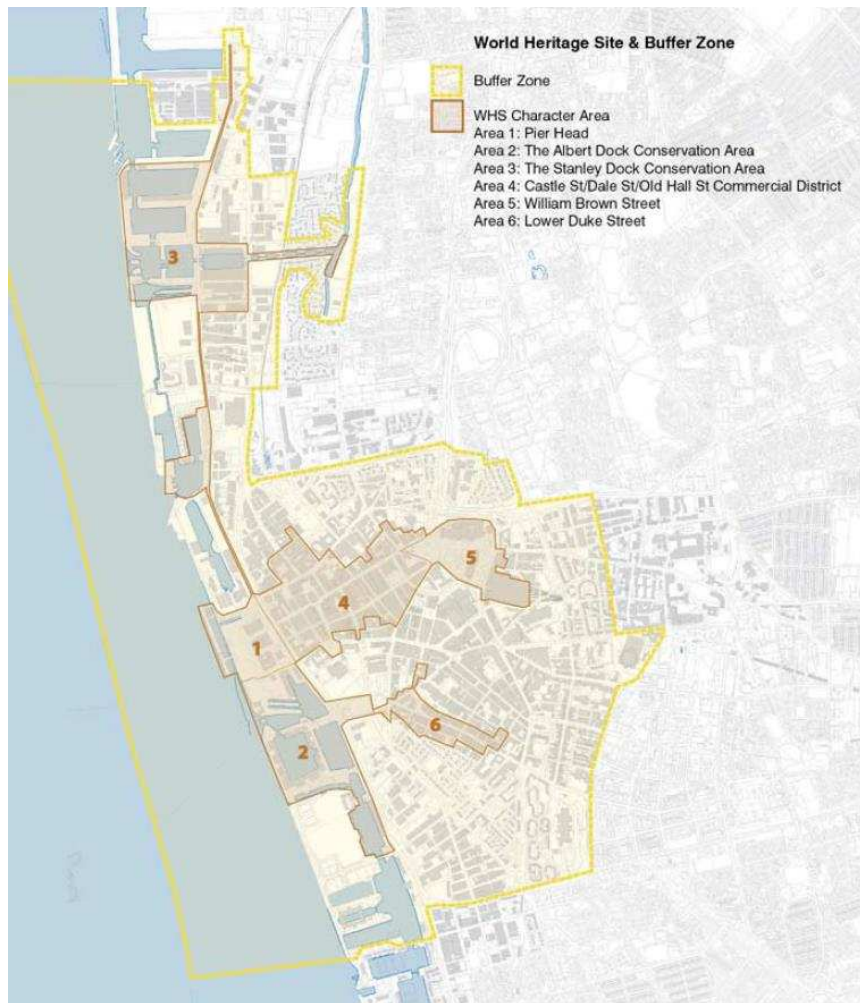 World Heritage Site & Buffer Zone
Buffer Zone
WHS Character Area
Area 1: Pier Head
Area 2: The Albert Dock Conservation Area
Area 3: The Stanley Dock Conservation Area
Area 4: Castle St/Dale St/Old Hall St Commercial District
Area 5: William Brown Street
Area 6: Lower Duke Street
3
5
4
1
6
2